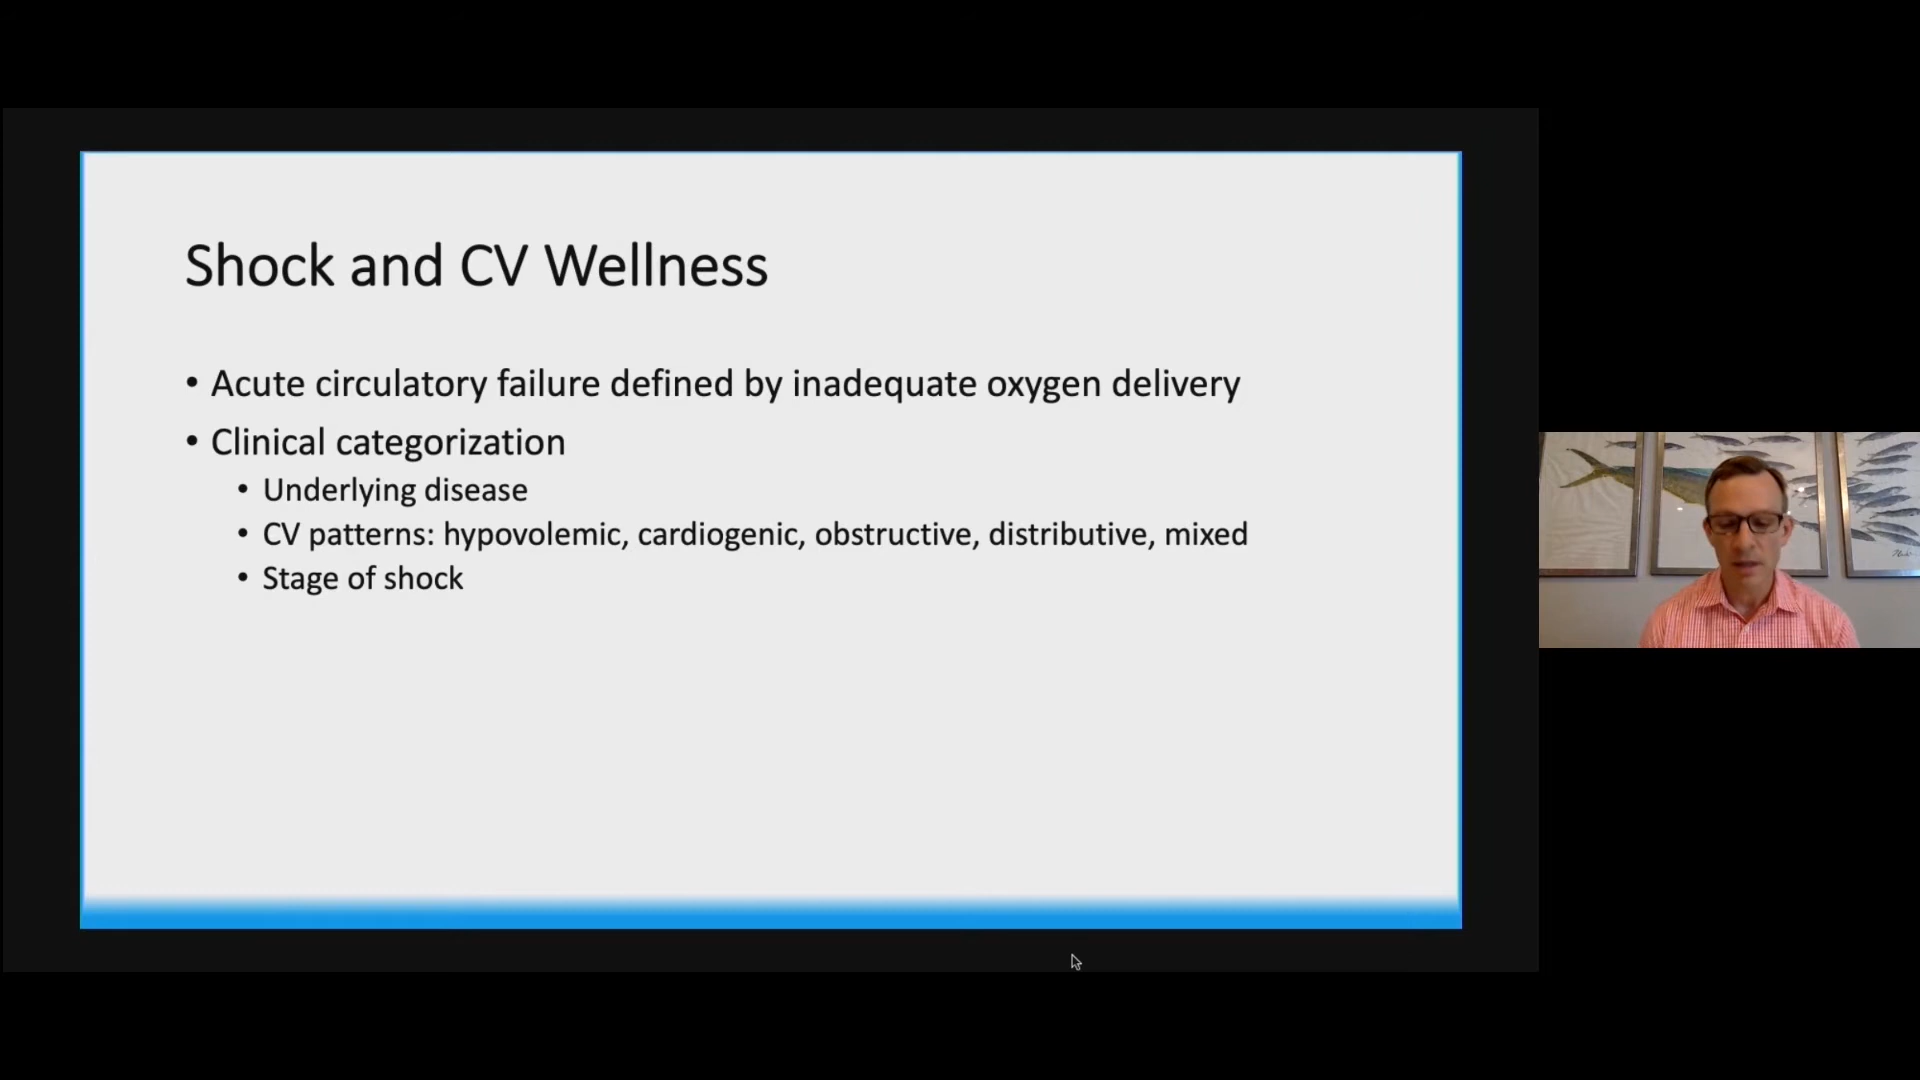 Shock and CV Wellness
• Acute circulatory failure defined by inadequate oxygen delivery
• Clinical categorization
• Underlying disease
• CV patterns: hypovolemic, cardiogenic, obstructive, distributive, mixed
• Stage of shock